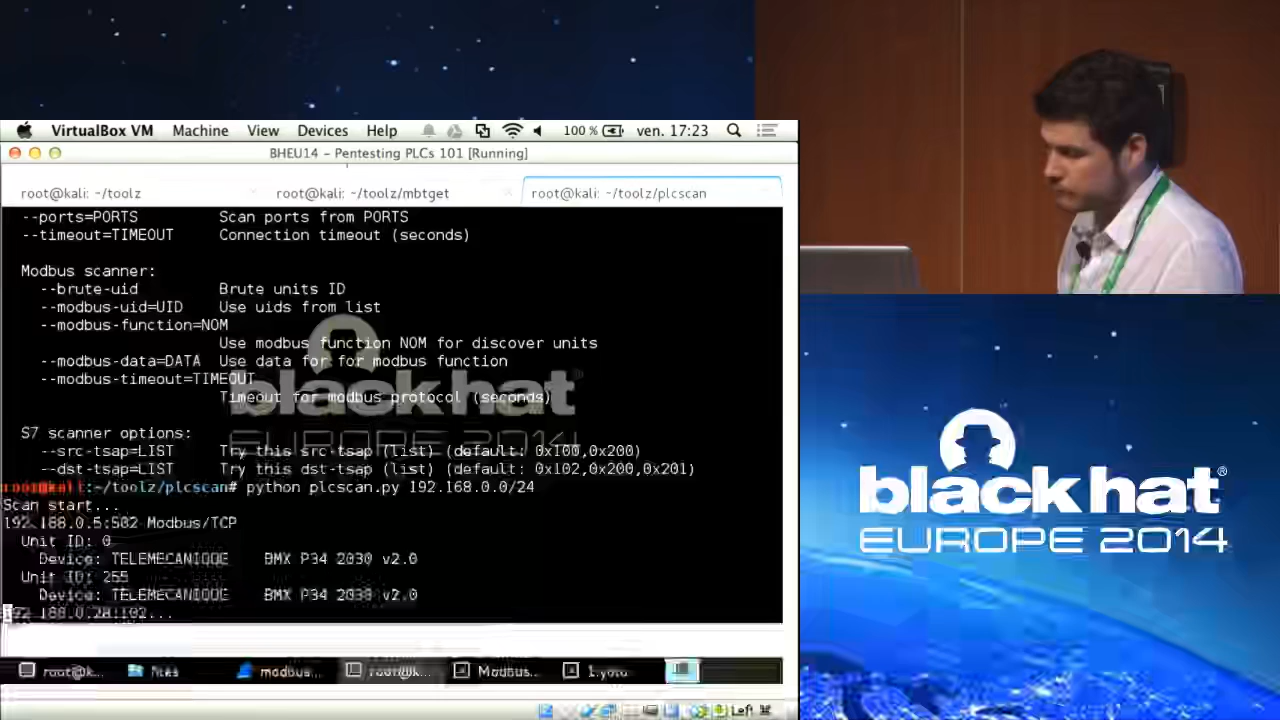 VirtualBox VM Machine View Devices Help 100 % ven. 17:23
BHEU14 – Pentesting PLCs 101 [Running]
root@kali: ~/toolz root@kali: ~/toolz/mbtget root@kali: ~/toolz/plcscan
--ports=PORTS Scan ports from PORTS
--timeout=TIMEOUT Connection timeout (seconds)
Modbus scanner:
--brute-uid Brute units ID
--modbus-uid=UID Use uids from list
--modbus-function=NOM
Use modbus function NOM for discover units
--modbus-data=DATA Use data for for modbus function
--modbus-timeout=TIMEOUT
Timeout for modbus protocol (seconds)
S7 scanner options:
--src-tsap=LIST Try this src-tsap (list) (default: 0x100,0x200)
--dst-tsap=LIST Try this dst-tsap (list) (default: 0x102,0x200,0x201)
:~/toolz/plcscan# python plcscan.py 192.168.0.0/24
Scan start...
192.168.0.5:502 Modbus/TCP
Unit ID: 0
Device: TELEMECANIQUE BMX P34 2030 v2.0
Unit ID: 255
Device: TELEMECANIQUE BMX P34 2030 v2.0
black hat
EUROPE 2014
root@k... files modbus... root@k... Modbus...
Left ⌘
black hat®
EUROPE 2014